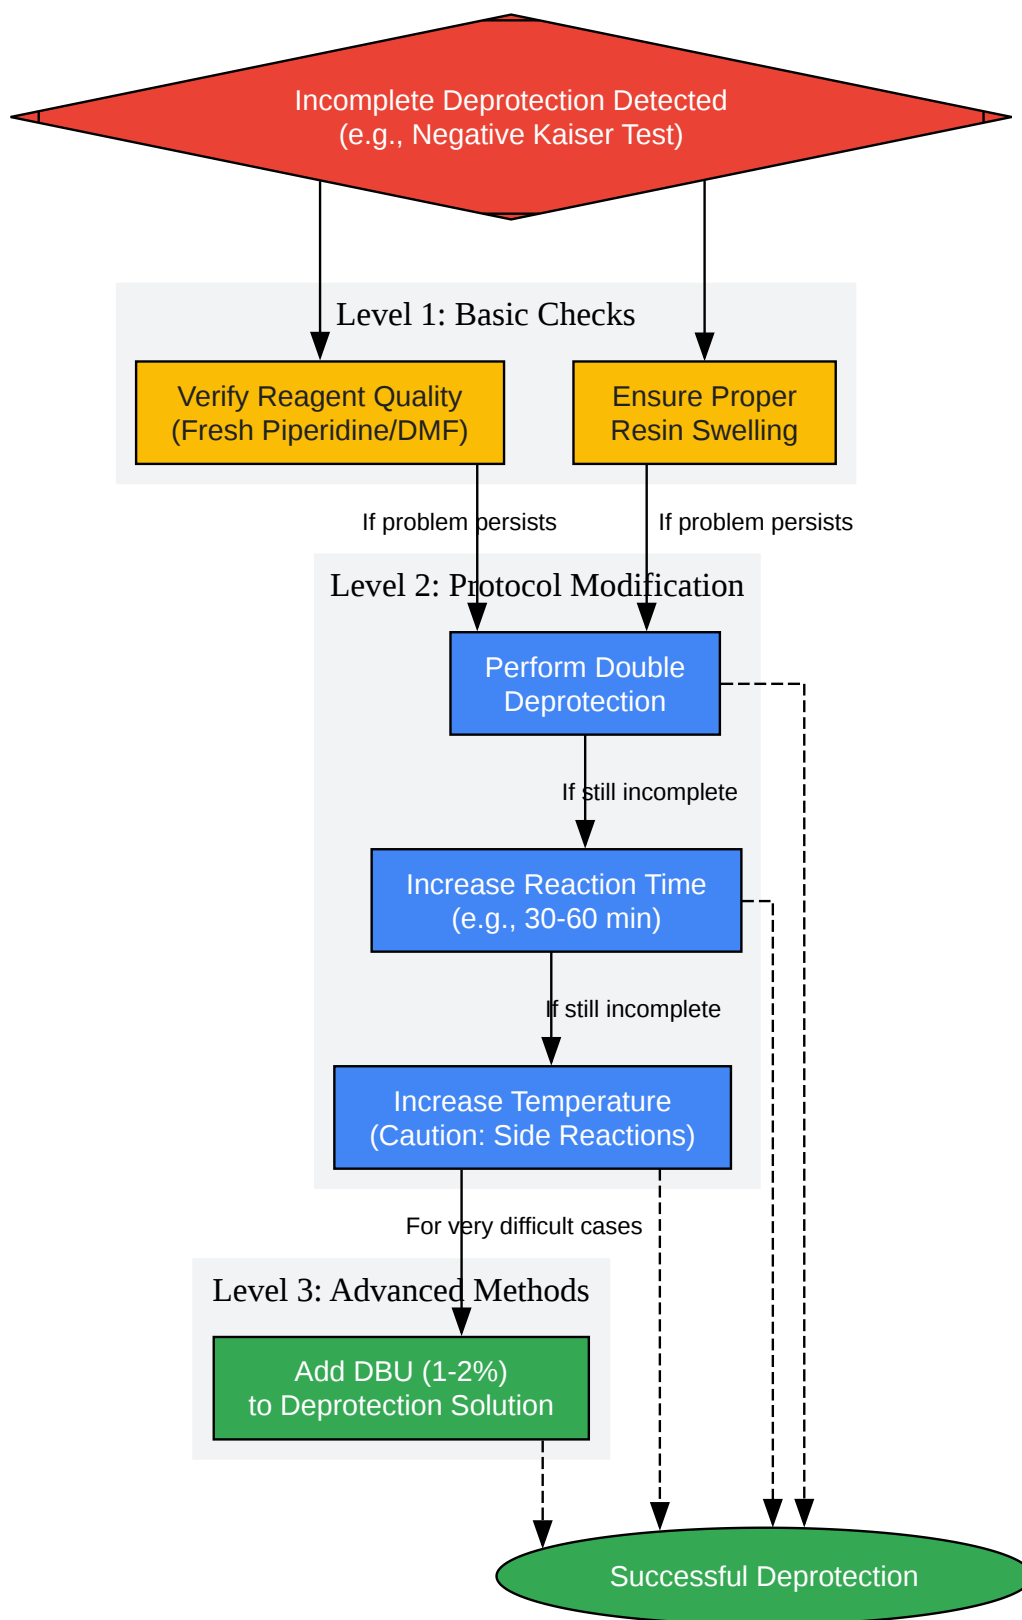 Incomplete Deprotection Detected
(e.g., Negative Kaiser Test)
Level 1: Basic Checks
Verify Reagent Quality
(Fresh Piperidine/DMF)
Ensure Proper
Resin Swelling
If problem persists
If problem persists
Level 2: Protocol Modification
Perform Double
Deprotection
If still incomplete
Increase Reaction Time
(e.g., 30-60 min)
If still incomplete
Increase Temperature
(Caution: Side Reactions)
For very difficult cases
Level 3: Advanced Methods
Add DBU (1-2%)
to Deprotection Solution
Successful Deprotection